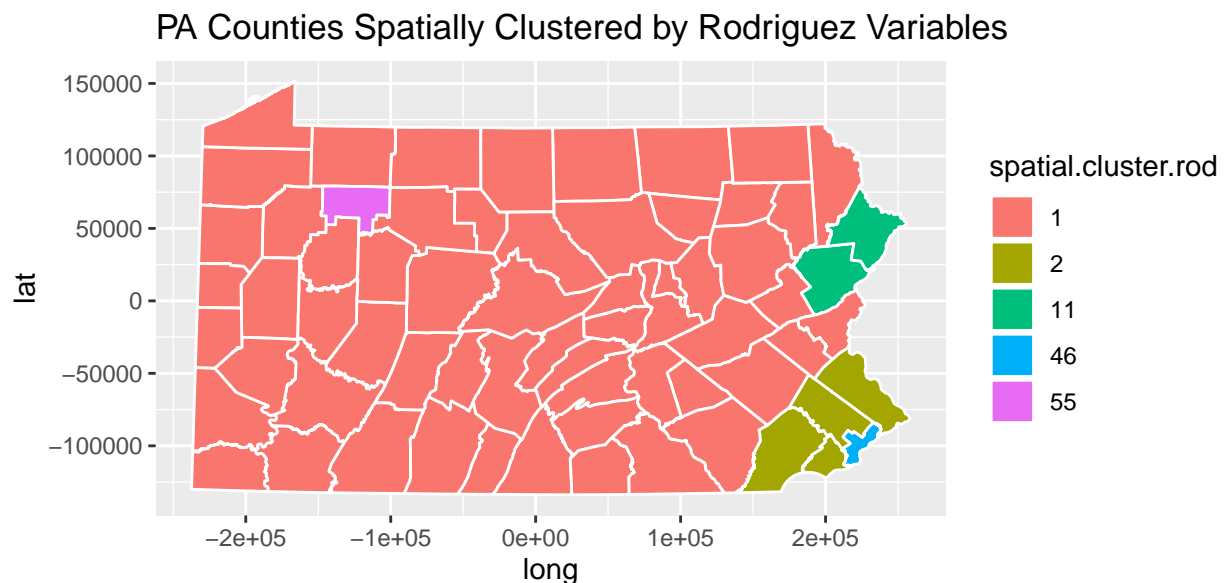 PA Counties Spatially Clustered by Rodriguez Variables
150000
100000
50000
0
−50000
−100000
lat
−2e+05
−1e+05
0e+00
1e+05
2e+05
long
spatial.cluster.rod
1
2
11
46
55